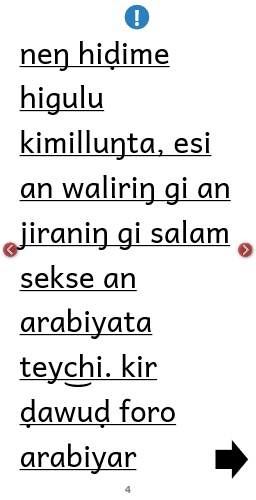 neŋ hiḍime
higulu
kimilluŋta, esi
an waliriŋ gi an
jiraniŋ gi salam
sekse an
arabiyata
teyc͜hi. kir
ḍawuḍ foro
arabiyar
4